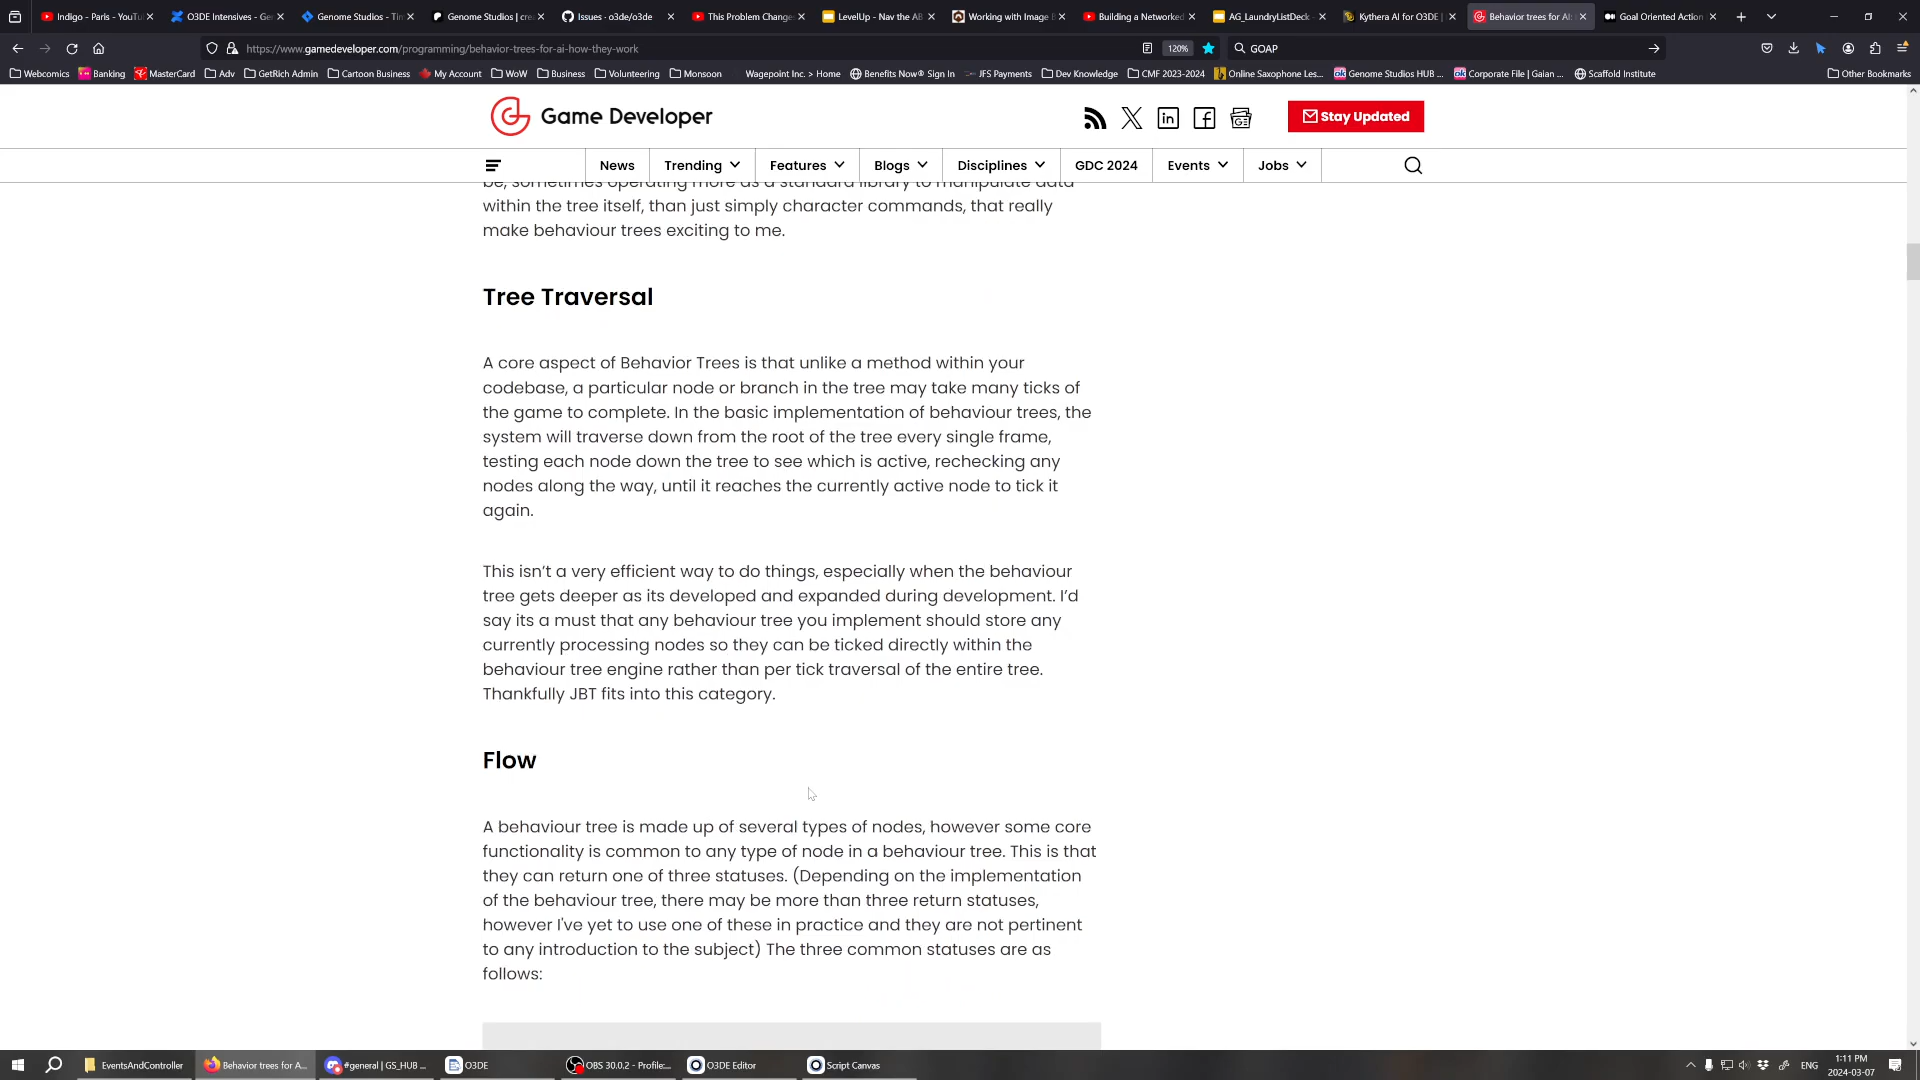 Indigo - Paris - YouTu
O3DE Intensives - Ge
Genome Studios - Tim
Genome Studios | cre
Issues · o3de/o3de
This Problem Change
LevelUp - Nav the AB
Working with Image B
Building a Networked
AG_LaundryListDeck -
Kythera AI for O3DE |
Behavior trees for AI:
Goal Oriented Action
https://www.gamedeveloper.com/programming/behavior-trees-for-ai-how-they-work
120%
GOAP
Webcomics
Banking
MasterCard
Adv
GetRich Admin
Cartoon Business
My Account
WoW
Business
Volunteering
Monsoon
Wagepoint Inc. > Home
Benefits Now® Sign In
JFS Payments
Dev Knowledge
CMF 2023-2024
Online Saxophone Les...
Genome Studios HUB ...
Corporate File | Gaian ...
Scaffold Institute
Other Bookmarks
Game Developer
Stay Updated
News
Trending
Features
Blogs
Disciplines
GDC 2024
Events
Jobs
be, sometimes operating more as a standard library to manipulate data
within the tree itself, than just simply character commands, that really
make behaviour trees exciting to me.
Tree Traversal
A core aspect of Behavior Trees is that unlike a method within your
codebase, a particular node or branch in the tree may take many ticks of
the game to complete. In the basic implementation of behaviour trees, the
system will traverse down from the root of the tree every single frame,
testing each node down the tree to see which is active, rechecking any
nodes along the way, until it reaches the currently active node to tick it
again.
This isn't a very efficient way to do things, especially when the behaviour
tree gets deeper as its developed and expanded during development. I'd
say its a must that any behaviour tree you implement should store any
currently processing nodes so they can be ticked directly within the
behaviour tree engine rather than per tick traversal of the entire tree.
Thankfully JBT fits into this category.
Flow
A behaviour tree is made up of several types of nodes, however some core
functionality is common to any type of node in a behaviour tree. This is that
they can return one of three statuses. (Depending on the implementation
of the behaviour tree, there may be more than three return statuses,
however I've yet to use one of these in practice and they are not pertinent
to any introduction to the subject) The three common statuses are as
follows:
EventsAndController
Behavior trees for A...
#general | GS_HUB ...
O3DE
OBS 30.0.2 - Profile:...
O3DE Editor
Script Canvas
ENG
1:11 PM
2024-03-07